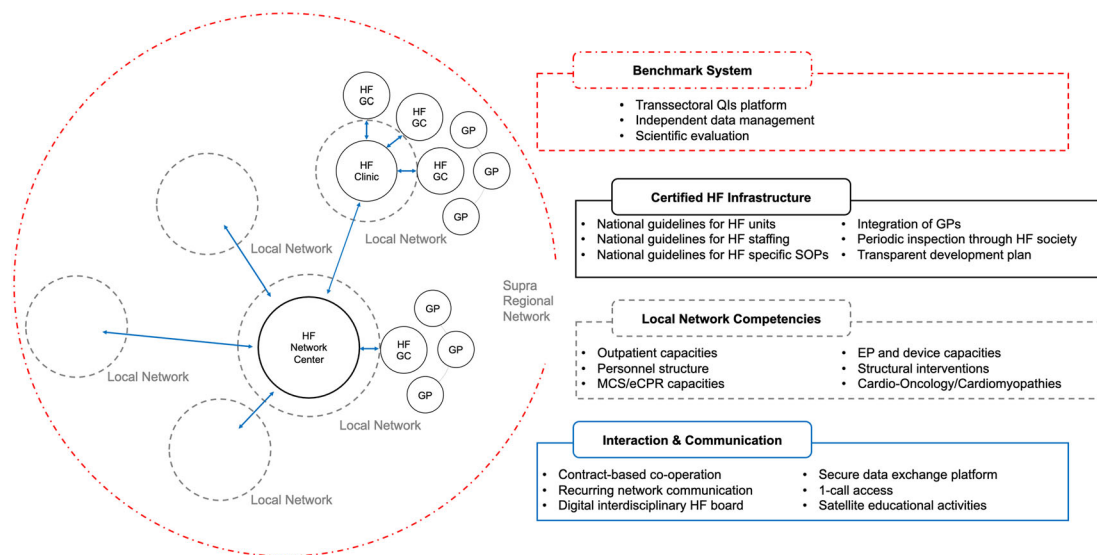 HF
GC
HF
GC
HF
GC
HF
Clinic
GP
GP
GP
Local Network
Local Network
Local Network
Local Network
Local Network
HF
Network
Center
HF
GC
GP
GP
GP
Supra
Regional
Network
Benchmark System
• Transsectoral QIs platform
• Independent data management
• Scientific evaluation
Certified HF Infrastructure
• National guidelines for HF units
• National guidelines for HF staffing
• National guidelines for HF specific SOPs
• Integration of GPs
• Periodic inspection through HF society
• Transparent development plan
Local Network Competencies
• Outpatient capacities
• Personnel structure
• MCS/eCPR capacities
• EP and device capacities
• Structural interventions
• Cardio-Oncology/Cardiomyopathies
Interaction & Communication
• Contract-based co-operation
• Recurring network communication
• Digital interdisciplinary HF board
• Secure data exchange platform
• 1-call access
• Satellite educational activities